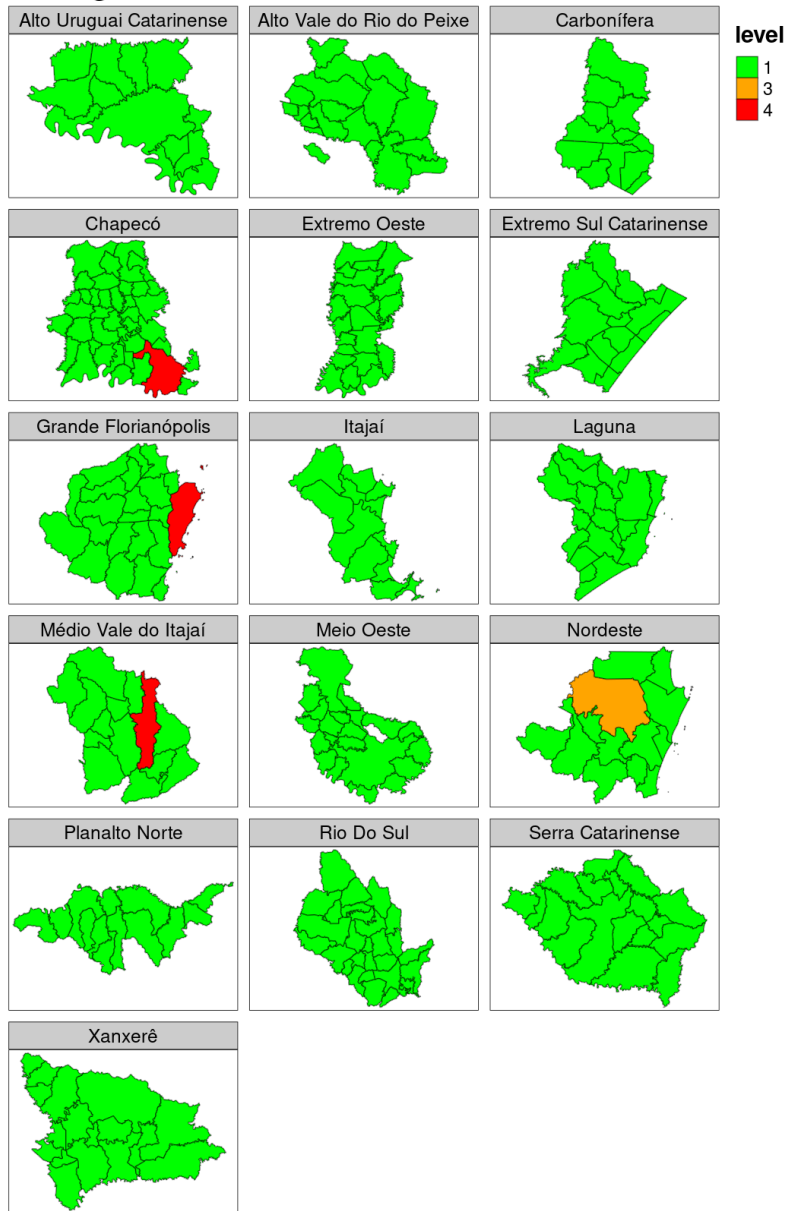 Alto Uruguai Catarinense
Alto Vale do Rio do Peixe
Carbonífera
level
1
3
4
Chapecó
Extremo Oeste
Extremo Sul Catarinense
Grande Florianópolis
Itajaí
Laguna
Médio Vale do Itajaí
Meio Oeste
Nordeste
Planalto Norte
Rio Do Sul
Serra Catarinense
Xanxerê